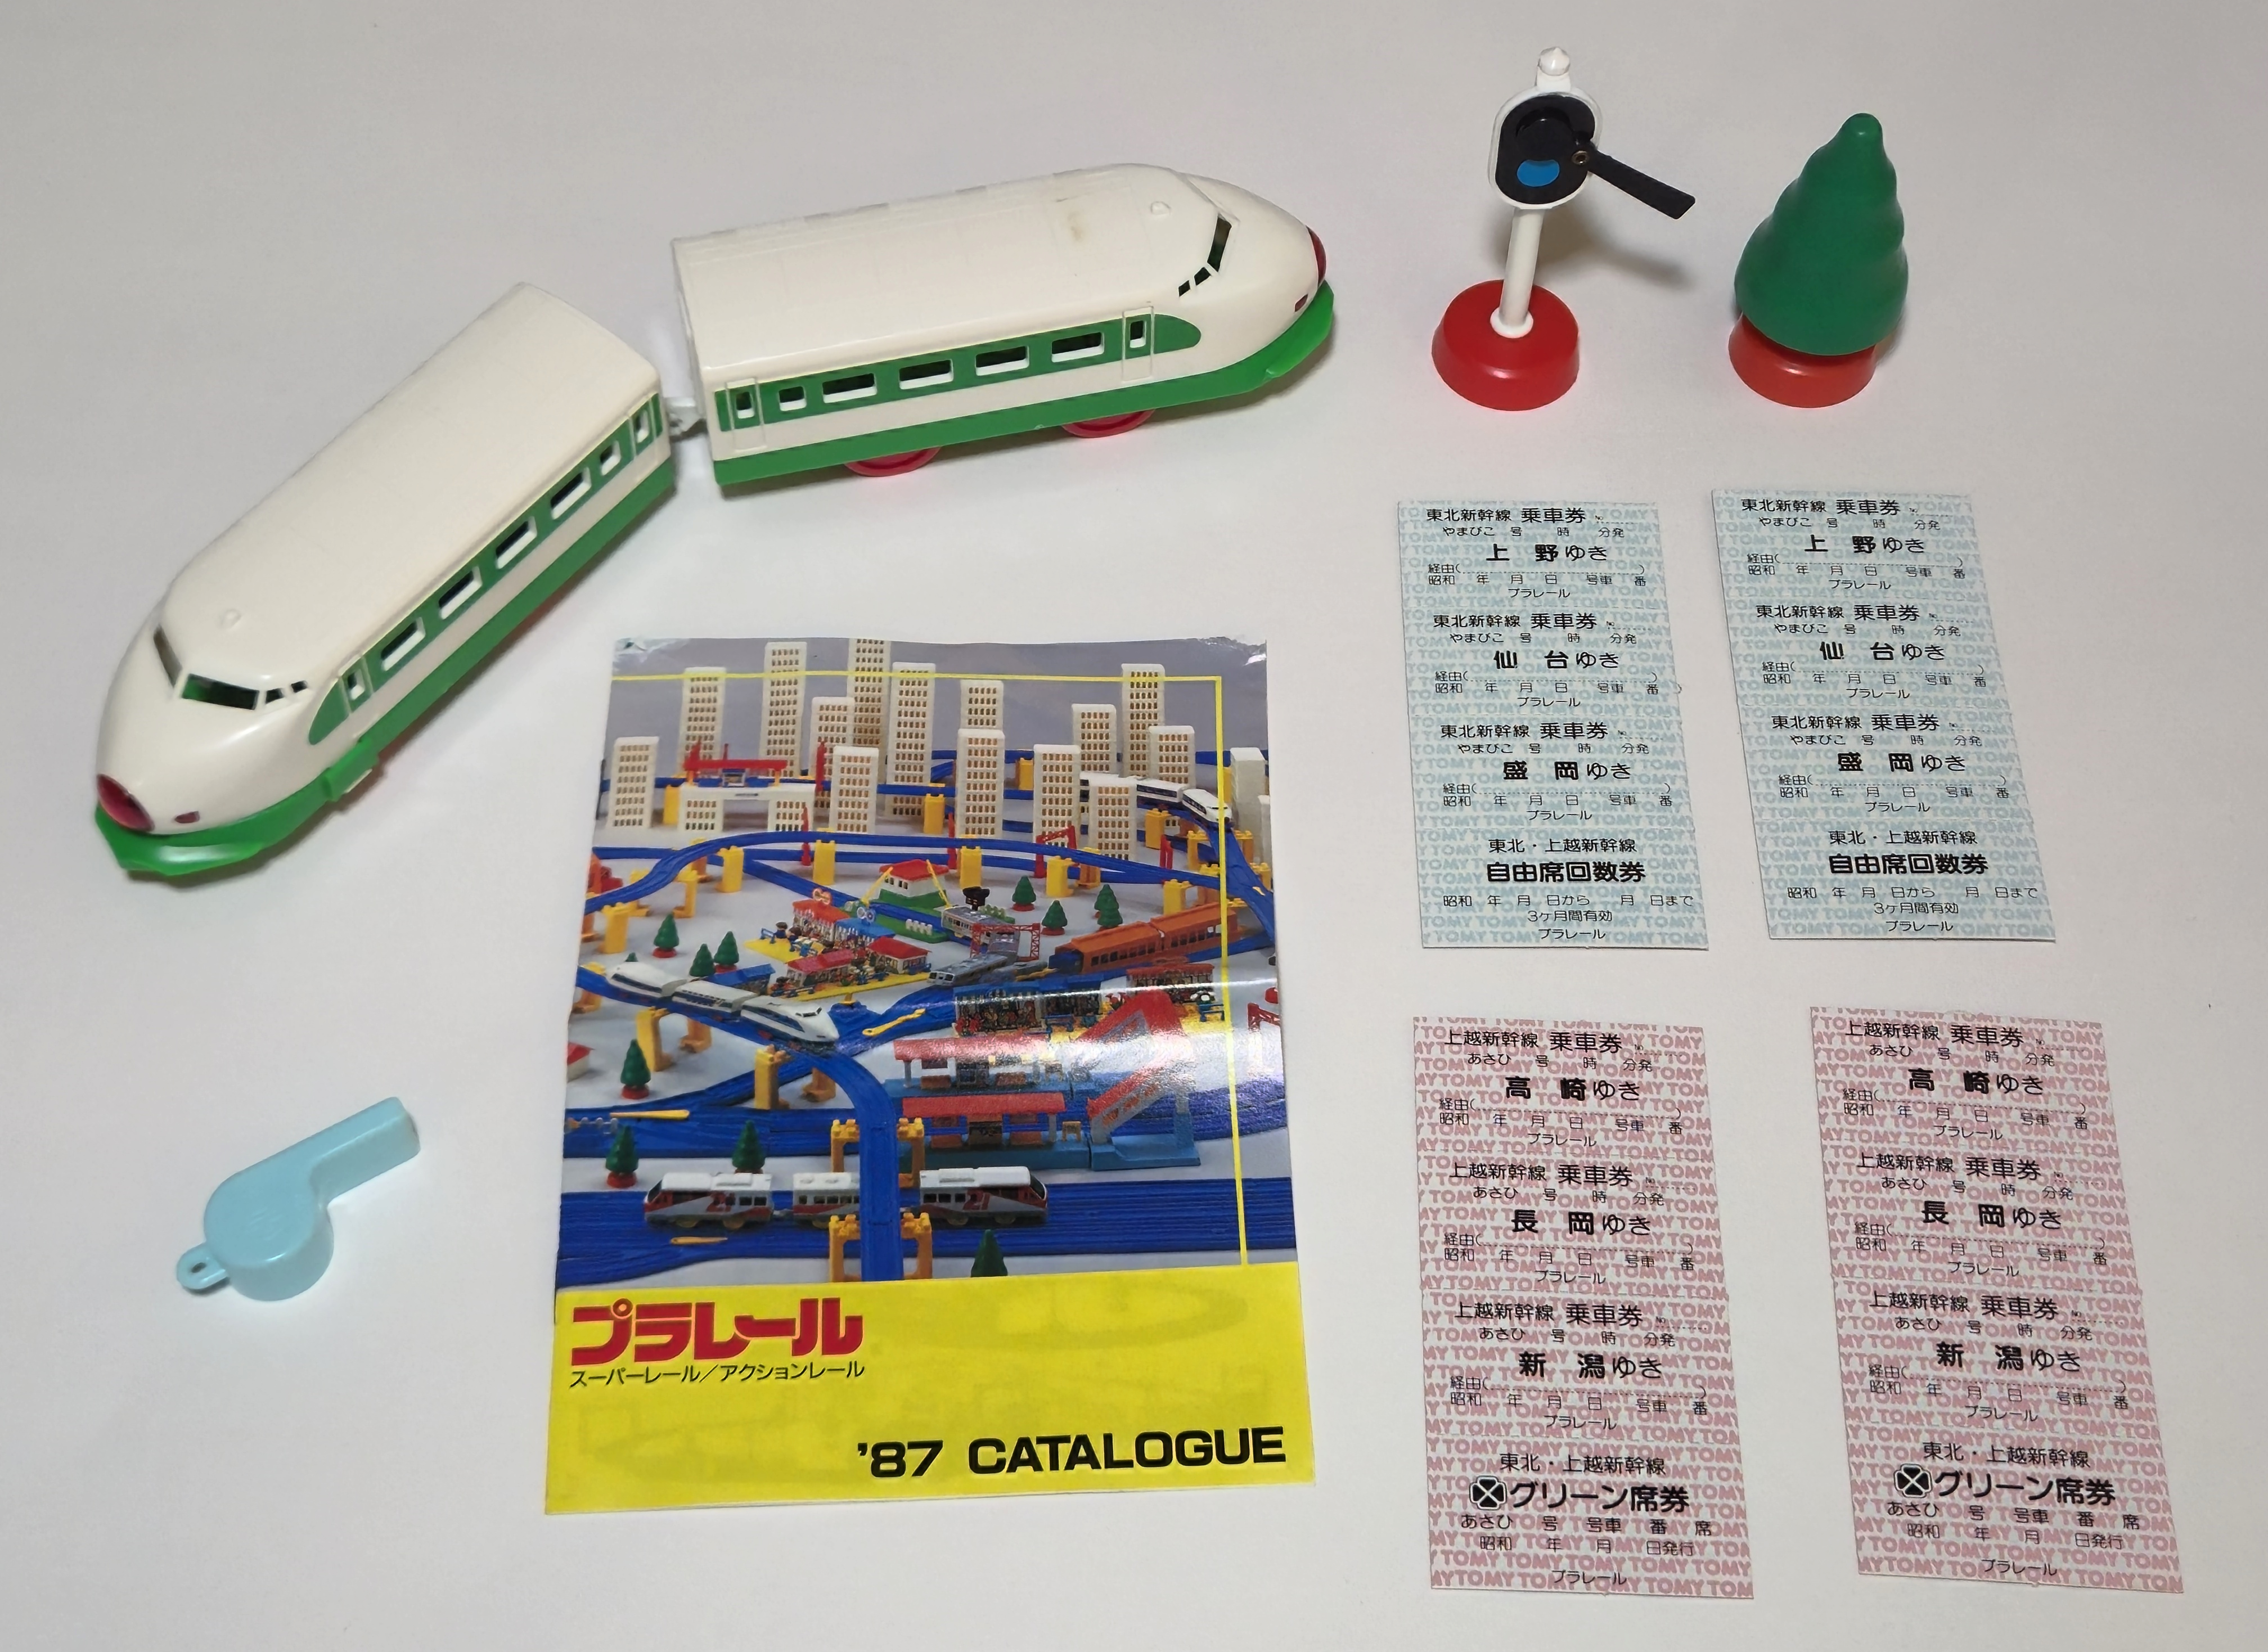 プラレール
スーパーレール／アクションレール
'87 CATALOGUE
東北新幹線 乗車券 №
やまびこ 号 時 分発
上 野ゆき
経由( )
昭和 年 月 日 号車 番
プラレール
東北新幹線 乗車券 №
やまびこ 号 時 分発
仙 台ゆき
経由( )
昭和 年 月 日 号車 番
プラレール
東北新幹線 乗車券 №
やまびこ 号 時 分発
盛 岡ゆき
経由( )
昭和 年 月 日 号車 番
プラレール
東北・上越新幹線
自由席回数券
昭和 年 月 日から 月 日まで
3ヶ月間有効
プラレール
東北新幹線 乗車券 №
やまびこ 号 時 分発
上 野ゆき
経由( )
昭和 年 月 日 号車 番
プラレール
東北新幹線 乗車券 №
やまびこ 号 時 分発
仙 台ゆき
経由( )
昭和 年 月 日 号車 番
プラレール
東北新幹線 乗車券 №
やまびこ 号 時 分発
盛 岡ゆき
経由( )
昭和 年 月 日 号車 番
プラレール
東北・上越新幹線
自由席回数券
昭和 年 月 日から 月 日まで
3ヶ月間有効
プラレール
上越新幹線 乗車券 №
あさひ 号 時 分発
高 崎ゆき
経由( )
昭和 年 月 日 号車 番
プラレール
上越新幹線 乗車券 №
あさひ 号 時 分発
長 岡ゆき
経由( )
昭和 年 月 日 号車 番
プラレール
上越新幹線 乗車券 №
あさひ 号 時 分発
新 潟ゆき
経由( )
昭和 年 月 日 号車 番
プラレール
東北・上越新幹線
グリーン席券
あさひ 号 号車 番 席
昭和 年 月 日発行
プラレール
上越新幹線 乗車券 №
あさひ 号 時 分発
高 崎ゆき
経由( )
昭和 年 月 日 号車 番
プラレール
上越新幹線 乗車券 №
あさひ 号 時 分発
長 岡ゆき
経由( )
昭和 年 月 日 号車 番
プラレール
上越新幹線 乗車券 №
あさひ 号 時 分発
新 潟ゆき
経由( )
昭和 年 月 日 号車 番
プラレール
東北・上越新幹線
グリーン席券
あさひ 号 号車 番 席
昭和 年 月 日発行
プラレール